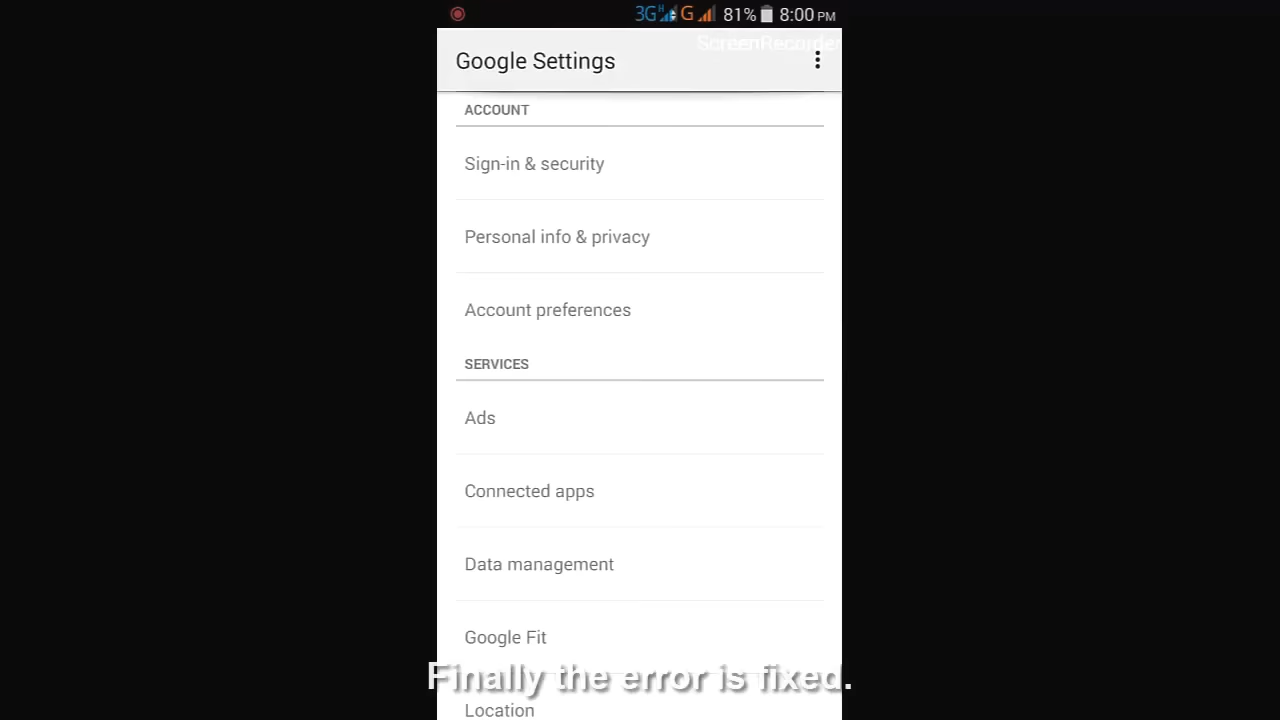 3G H G 81% 8:00 PM
ScreenRecorder
Google Settings
ACCOUNT
Sign-in & security
Personal info & privacy
Account preferences
SERVICES
Ads
Connected apps
Data management
Google Fit
Finally the error is fixed.
Location